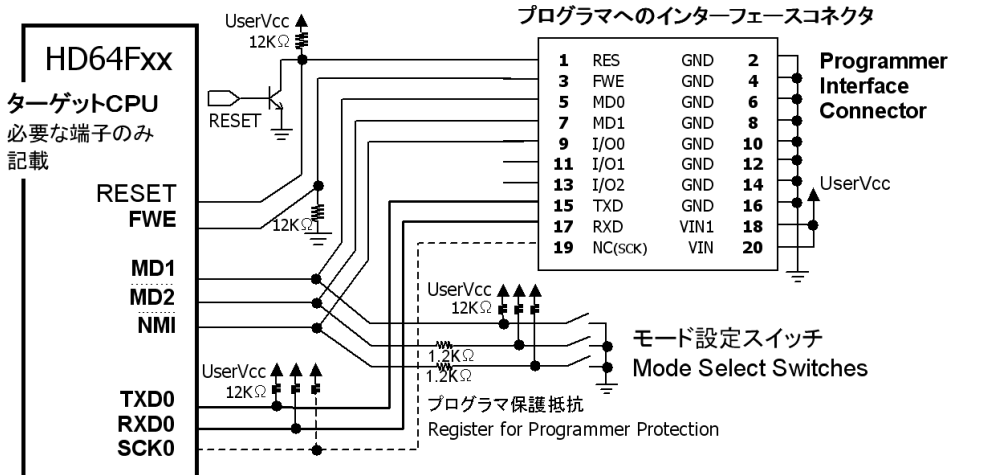 プログラマへのインターフェースコネクタ
UserVcc
12KΩ
HD64Fxx
ターゲットCPU
必要な端子のみ
記載
RESET
1 RES GND 2
3 FWE GND 4
5 MD0 GND 6
7 MD1 GND 8
9 I/O0 GND 10
11 I/O1 GND 12
13 I/O2 GND 14
15 TXD GND 16
17 RXD VIN1 18
19 NC(SCK) VIN 20
Programmer
Interface
Connector
UserVcc
RESET
FWE
12KΩ
MD1
MD2
NMI
UserVcc
12KΩ
1.2KΩ
1.2KΩ
モード設定スイッチ
Mode Select Switches
UserVcc
12KΩ
TXD0
RXD0
SCK0
プログラマ保護抵抗
Register for Programmer Protection